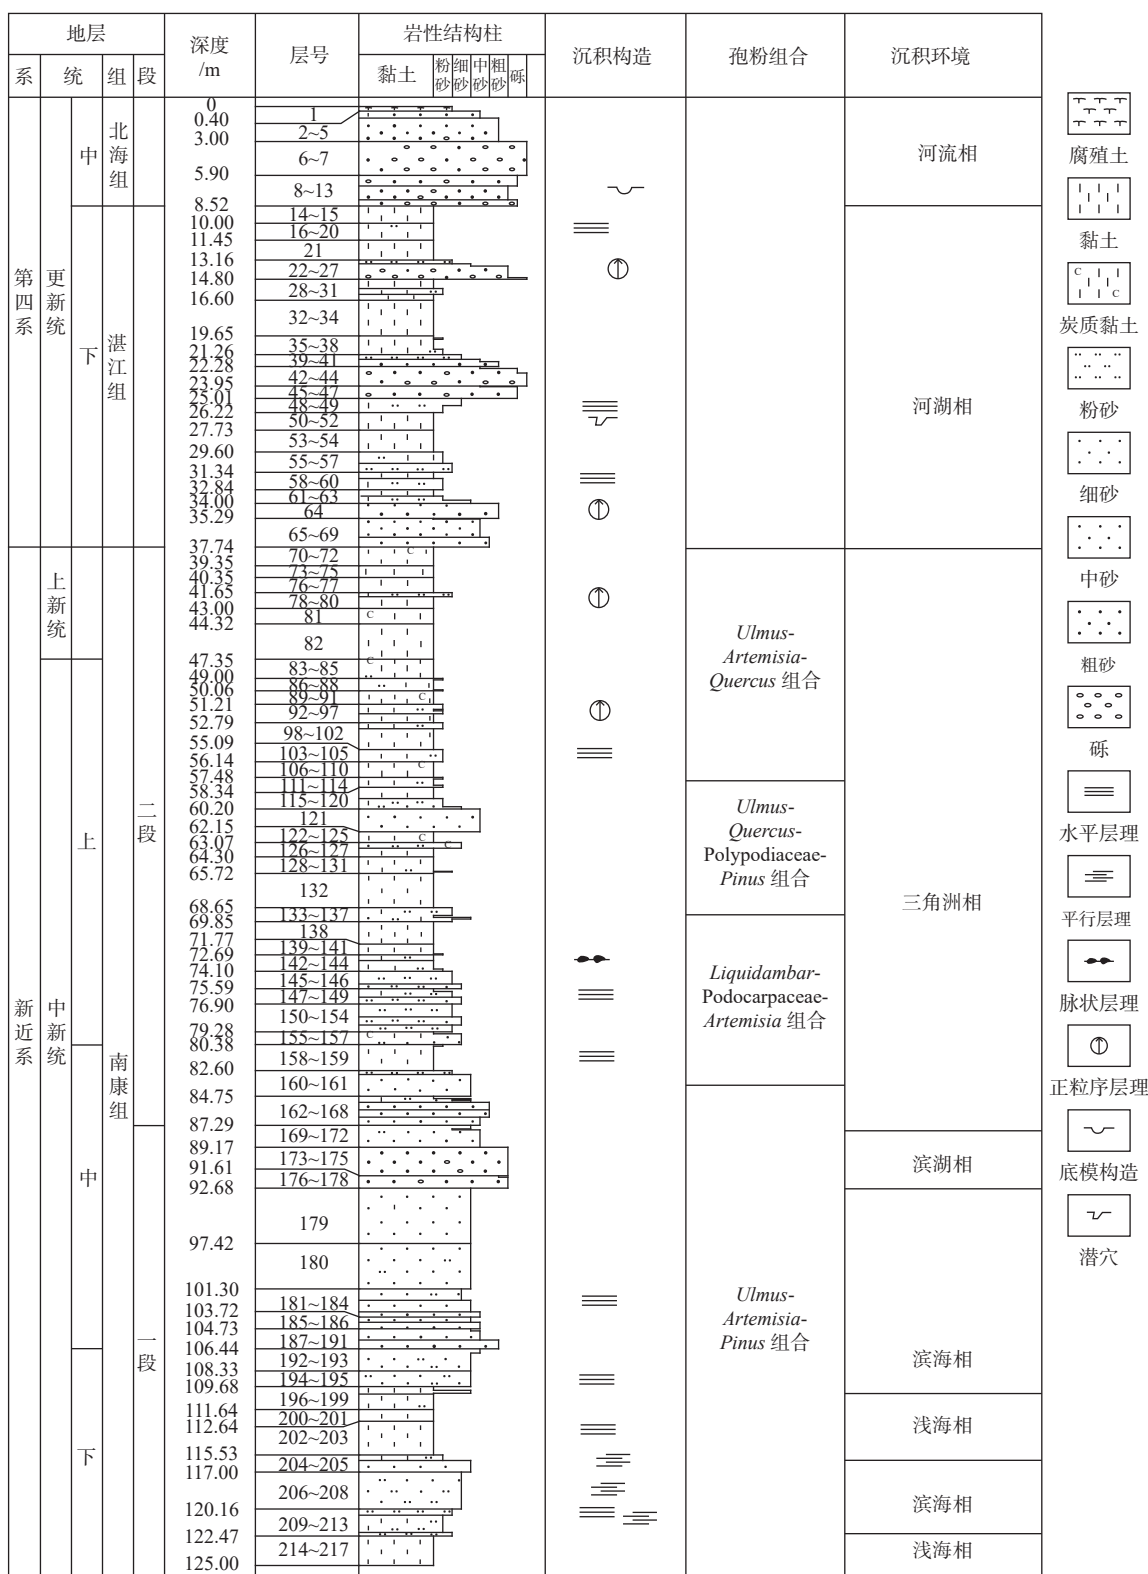 地层
深度
/m
层号
岩性结构柱
沉积构造
孢粉组合
沉积环境
系
统
组
段
黏土
粉砂
细砂
中砂
粗砂
砾
第四系
更新统
中
下
北海组
湛江组
新近系
上新统
中新统
上
中
下
南康组
二段
一段
0
0.40
3.00
5.90
8.52
10.00
11.45
13.16
14.80
16.60
19.65
21.26
22.28
23.95
25.01
26.22
27.73
29.60
31.34
32.84
34.00
35.29
37.74
39.35
40.35
41.65
43.00
44.32
47.35
49.00
50.06
51.21
52.79
55.09
56.14
57.48
58.34
60.20
62.15
63.07
64.30
65.72
68.65
69.85
71.77
72.69
74.10
75.59
76.90
79.28
80.38
82.60
84.75
87.29
89.17
91.61
92.68
97.42
101.30
103.72
104.73
106.44
108.33
109.68
111.64
112.64
115.53
117.00
120.16
122.47
125.00
1
2~5
6~7
8~13
14~15
16~20
21
22~27
28~31
32~34
35~38
39~41
42~44
45~47
48~49
50~52
53~54
55~57
58~60
61~63
64
65~69
70~72
73~75
76~77
78~80
81
82
83~85
86~88
89~91
92~97
98~102
103~105
106~110
111~114
115~120
121
122~125
126~127
128~131
132
133~137
138
139~141
142~144
145~146
147~149
150~154
155~157
158~159
160~161
162~168
169~172
173~175
176~178
179
180
181~184
185~186
187~191
192~193
194~195
196~199
200~201
202~203
204~205
206~208
209~213
214~217
C
C
C
C
C
C
C
C
Ulmus-
Artemisia-
Quercus 组合
Ulmus-
Quercus-
Polypodiaceae-
Pinus 组合
Liquidambar-
Podocarpaceae-
Artemisia 组合
Ulmus-
Artemisia-
Pinus 组合
河流相
河湖相
三角洲相
滨湖相
滨海相
浅海相
滨海相
浅海相
腐殖土
黏土
C
C
炭质黏土
粉砂
细砂
中砂
粗砂
砾
水平层理
平行层理
脉状层理
正粒序层理
底模构造
潜穴